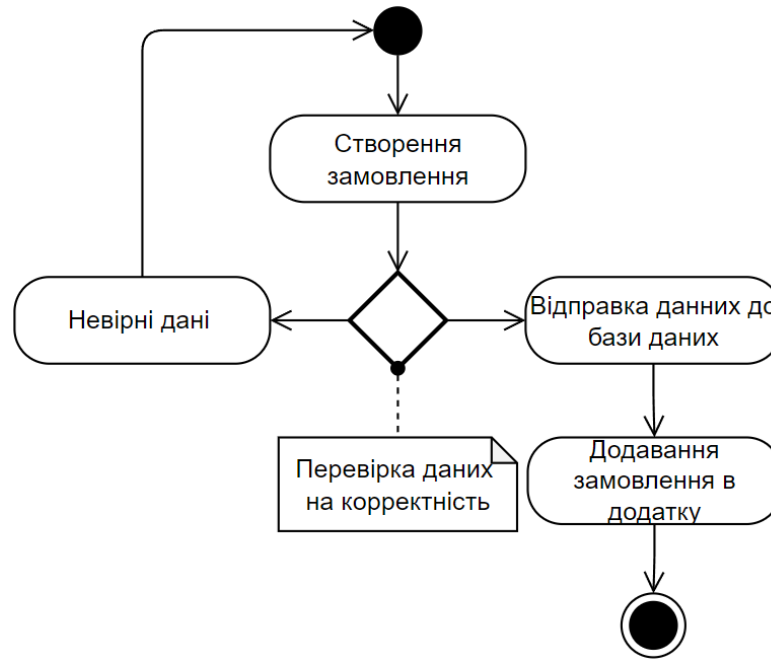 Створення
замовлення
Невірні дані
Відправка данних до
бази даних
Перевірка даних
на корректність
Додавання
замовлення в
додатку